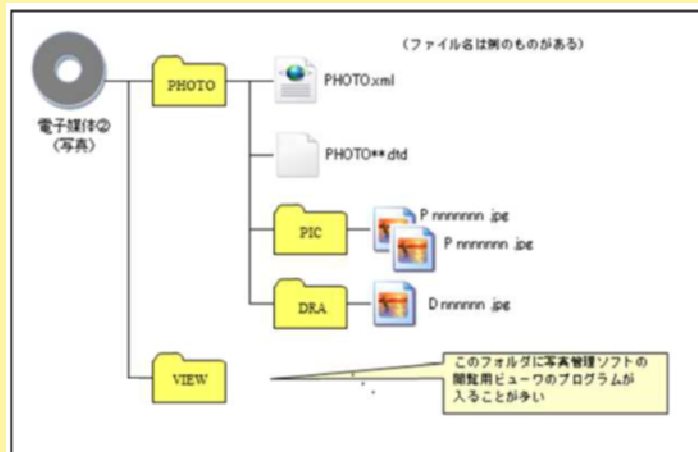 (ファイル名は例のものがある)
電子媒体②
(写真)
PHOTO
PHOTO.xml
PHOTO**.dtd
PIC
P nnnnnnn .jpg
P nnnnnnn .jpg
DRA
D nnnnnnn .jpg
VIEW
このフォルダに写真管理ソフトの
閲覧用ビューワのプログラムが
入ることが多い